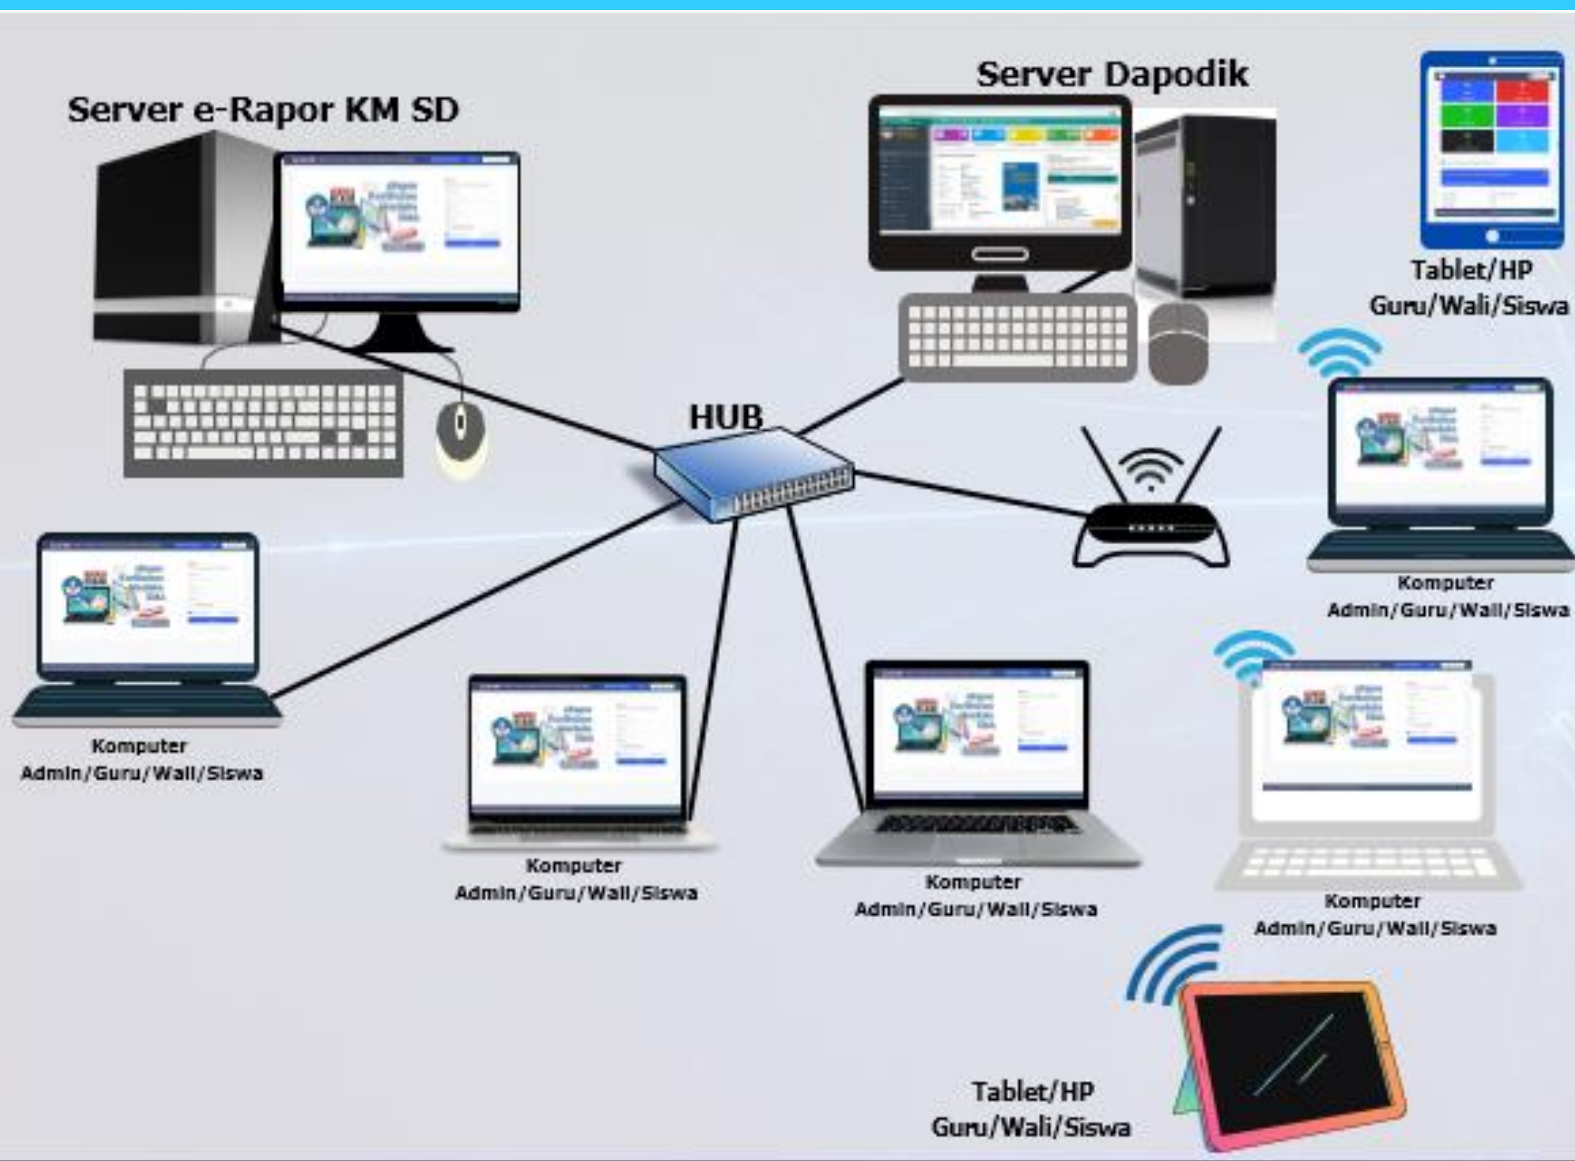 Server e-Rapor KM SD
Server Dapodik
Tablet/HP
Guru/Wali/Siswa
HUB
Komputer
Admin/Guru/Wali/Siswa
Komputer
Admin/Guru/Wali/Siswa
Komputer
Admin/Guru/Wali/Siswa
Komputer
Admin/Guru/Wali/Siswa
Komputer
Admin/Guru/Wali/Siswa
Tablet/HP
Guru/Wali/Siswa